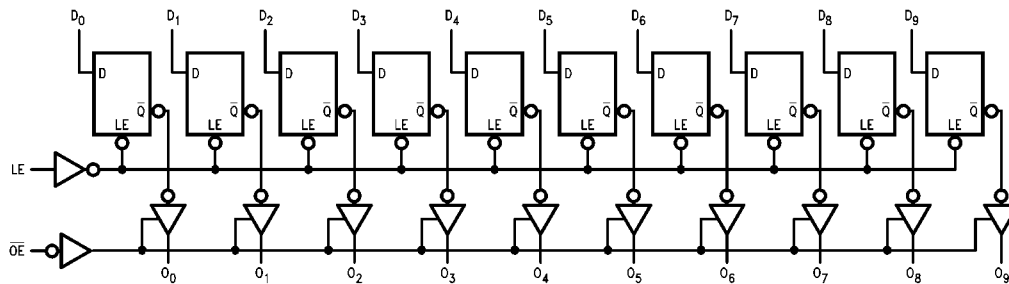 D₀ D₁ D₂ D₃ D₄ D₅ D₆ D₇ D₈ D₉
D D D D D D D D D D
Q̅ Q̅ Q̅ Q̅ Q̅ Q̅ Q̅ Q̅ Q̅ Q̅
LE LE LE LE LE LE LE LE LE LE
LE
O̅E̅
O₀ O₁ O₂ O₃ O₄ O₅ O₆ O₇ O₈ O₉